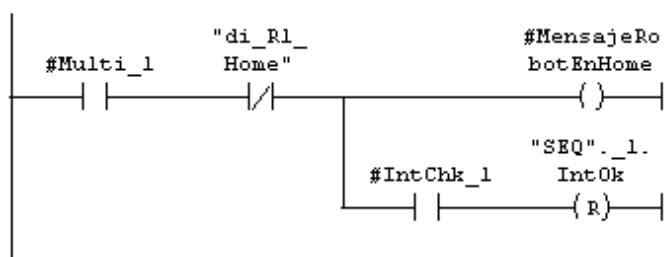 "di_R1_
#MensajeRo
#Multi_1
Home"
botEnHome
"SEQ"._1.
#IntChk_1
IntOk
R